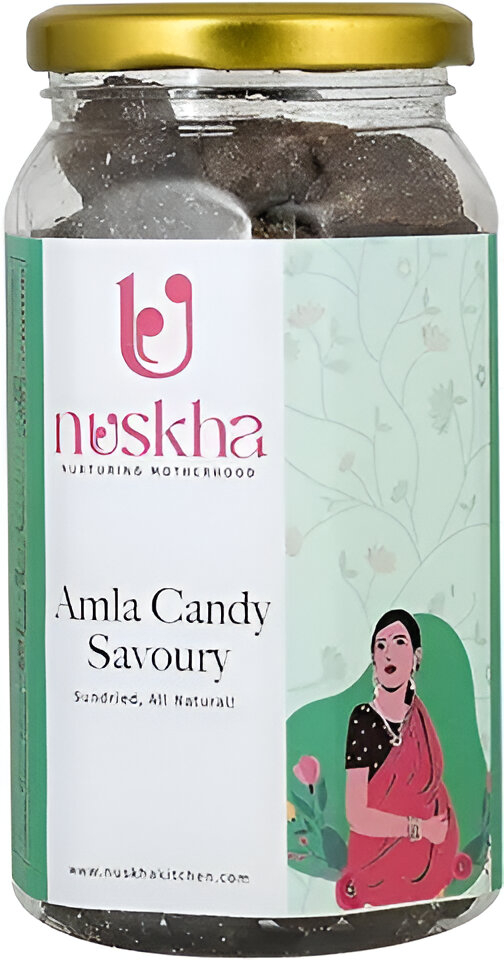 nuskha
NURTURING MOTHERHOOD
Amla Candy
Savoury
Sundried, All Natural!
www.nuskhakitchen.com